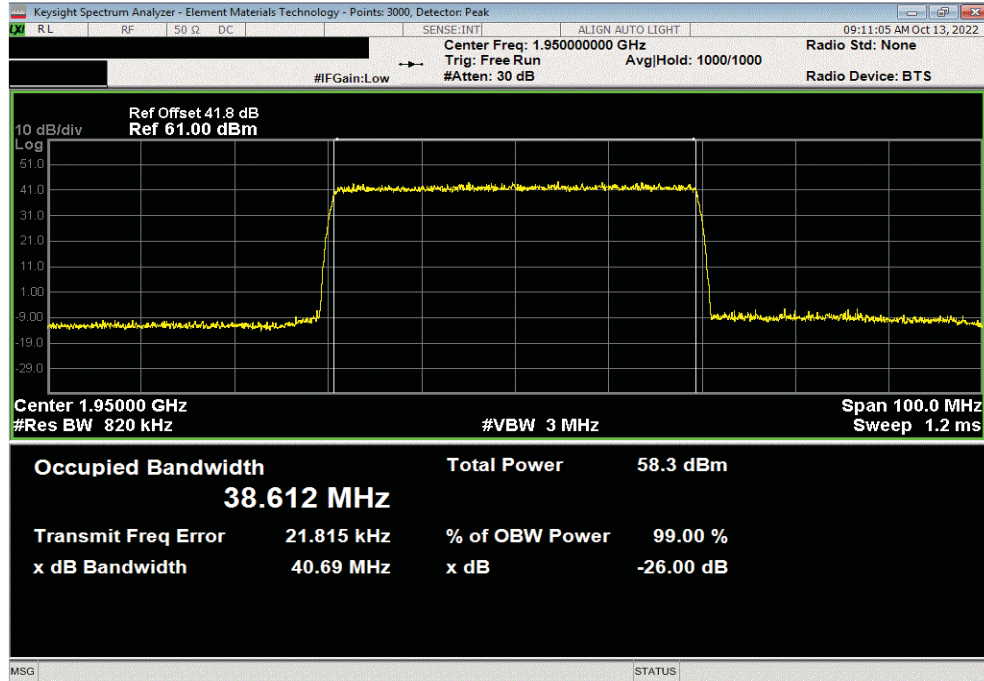 Keysight Spectrum Analyzer - Element Materials Technology - Points: 3000, Detector: Peak
LXI RL RF 50 Ω DC SENSE:INT ALIGN AUTO LIGHT 09:11:05 AM Oct 13, 2022
Center Freq: 1.950000000 GHz Radio Std: None
Trig: Free Run Avg|Hold: 1000/1000
#IFGain:Low #Atten: 30 dB Radio Device: BTS
Ref Offset 41.8 dB
10 dB/div Ref 61.00 dBm
Log
51.0
41.0
31.0
21.0
11.0
1.00
-9.00
-19.0
-29.0
Center 1.95000 GHz Span 100.0 MHz
#Res BW 820 kHz #VBW 3 MHz Sweep 1.2 ms
Occupied Bandwidth Total Power 58.3 dBm
38.612 MHz
Transmit Freq Error 21.815 kHz % of OBW Power 99.00 %
x dB Bandwidth 40.69 MHz x dB -26.00 dB
MSG STATUS